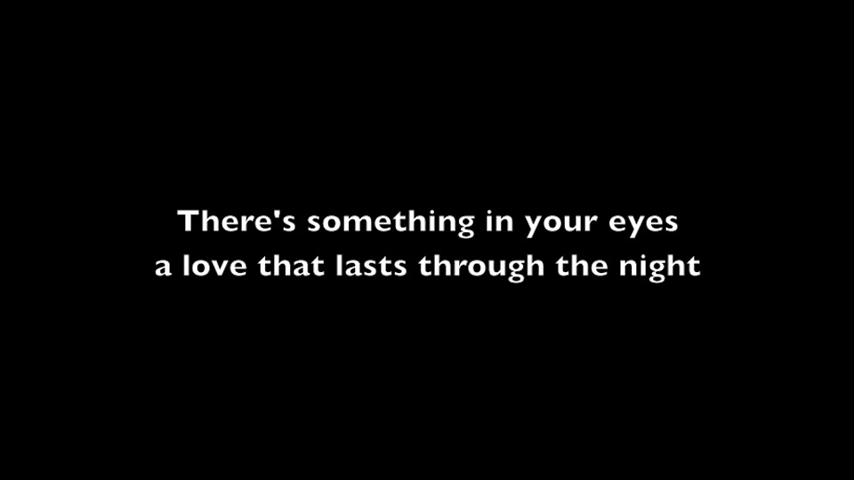 There's something in your eyes
a love that lasts through the night